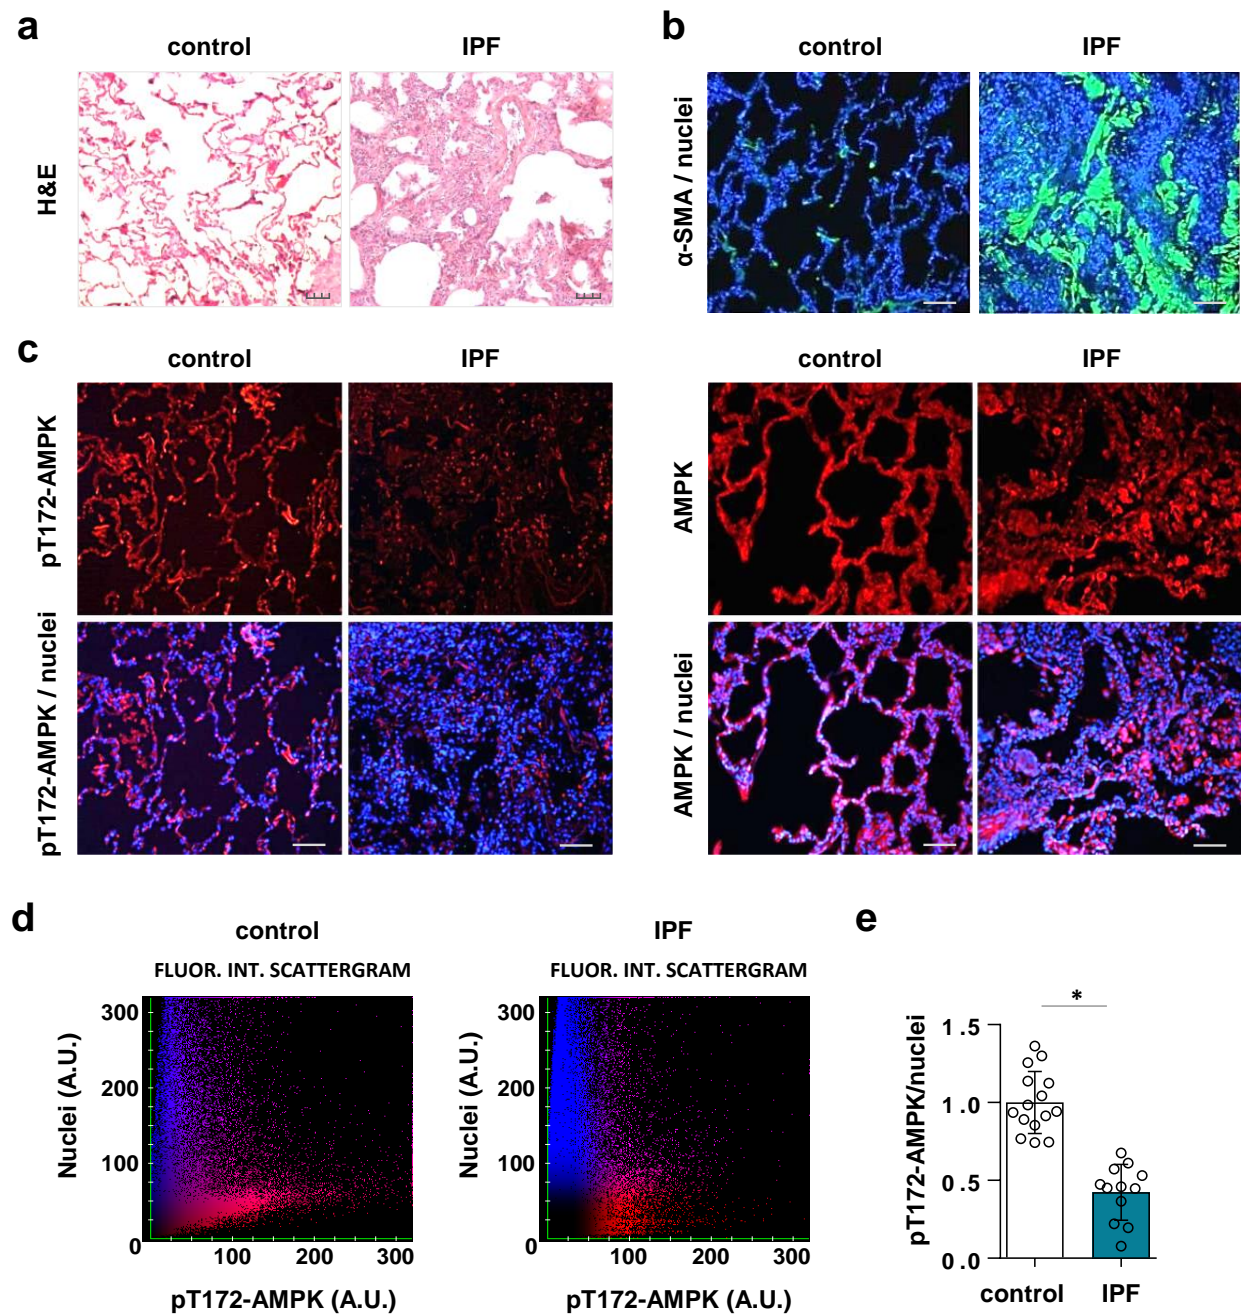 a
control
IPF
H&E
b
control
IPF
α-SMA / nuclei
c
control
IPF
pT172-AMPK
pT172-AMPK / nuclei
control
IPF
AMPK
AMPK / nuclei
d
control
FLUOR. INT. SCATTERGRAM
Nuclei (A.U.)
300
200
100
0
100
200
300
pT172-AMPK (A.U.)
IPF
FLUOR. INT. SCATTERGRAM
Nuclei (A.U.)
300
200
100
0
100
200
300
pT172-AMPK (A.U.)
e
*
pT172-AMPK/nuclei
1.5
1.0
0.5
0.0
control
IPF